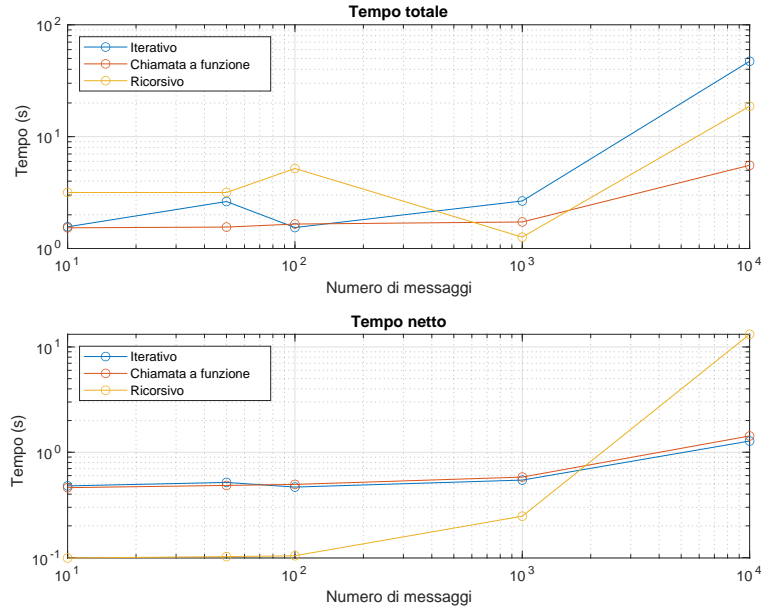 Tempo totale
10^2
10^1
10^0
Tempo (s)
Iterativo
Chiamata a funzione
Ricorsivo
10^1
10^2
10^3
10^4
Numero di messaggi
Tempo netto
10^1
10^0
10^-1
Tempo (s)
Iterativo
Chiamata a funzione
Ricorsivo
10^1
10^2
10^3
10^4
Numero di messaggi